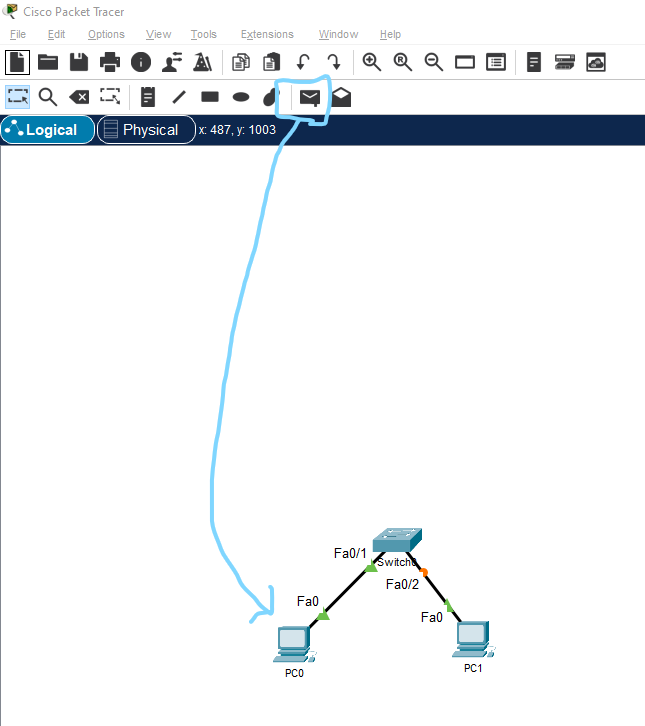 Cisco Packet Tracer
File Edit Options View Tools Extensions Window Help
Logical Physical x: 487, y: 1003
Fa0/1
Switch0
Fa0/2
Fa0
Fa0
PC0
PC1